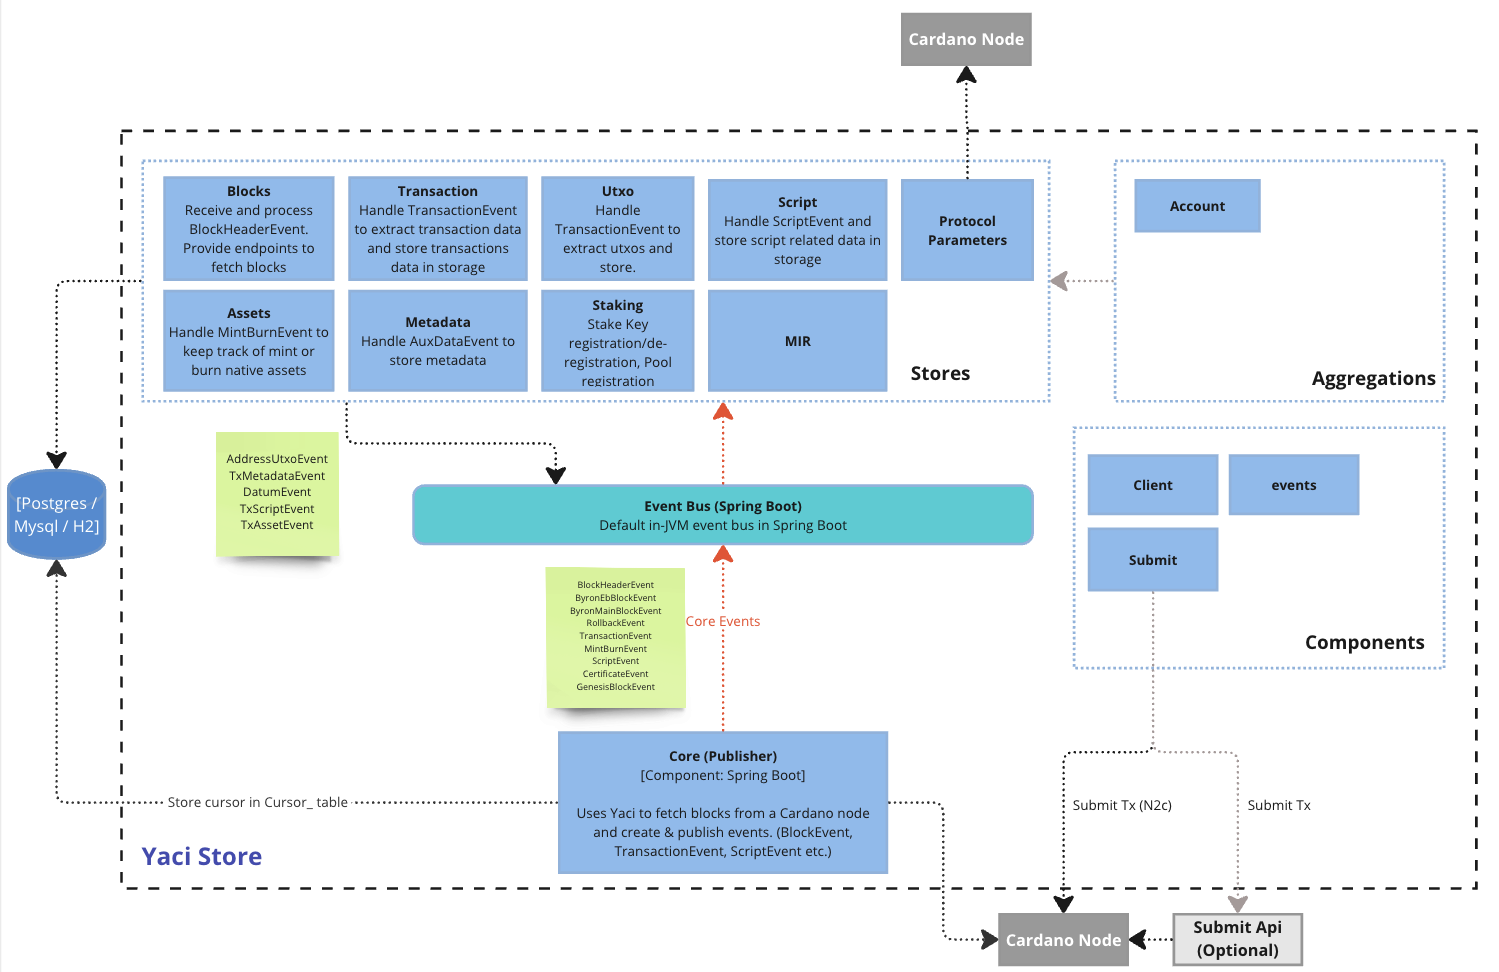 Cardano Node
Blocks
Receive and process
BlockHeaderEvent.
Provide endpoints to
fetch blocks
Transaction
Handle TransactionEvent
to extract transaction data
and store transactions
data in storage
Utxo
Handle
TransactionEvent to
extract utxos and
store.
Script
Handle ScriptEvent and
store script related data in
storage
Protocol
Parameters
Account
Assets
Handle MintBurnEvent to
keep track of mint or
burn native assets
Metadata
Handle AuxDataEvent to
store metadata
Staking
Stake Key
registration/de-
registration, Pool
registration
MIR
Stores
Aggregations
AddressUtxoEvent
TxMetadataEvent
DatumEvent
TxScriptEvent
TxAssetEvent
[Postgres /
Mysql / H2]
Event Bus (Spring Boot)
Default in-JVM event bus in Spring Boot
Client
events
Submit
Components
BlockHeaderEvent
ByronEbBlockEvent
ByronMainBlockEvent
RollbackEvent
TransactionEvent
MintBurnEvent
ScriptEvent
CertificateEvent
GenesisBlockEvent
Core Events
Core (Publisher)
[Component: Spring Boot]
Uses Yaci to fetch blocks from a Cardano node
and create & publish events. (BlockEvent,
TransactionEvent, ScriptEvent etc.)
Store cursor in Cursor_ table
Submit Tx (N2c)
Submit Tx
Yaci Store
Cardano Node
Submit Api
(Optional)